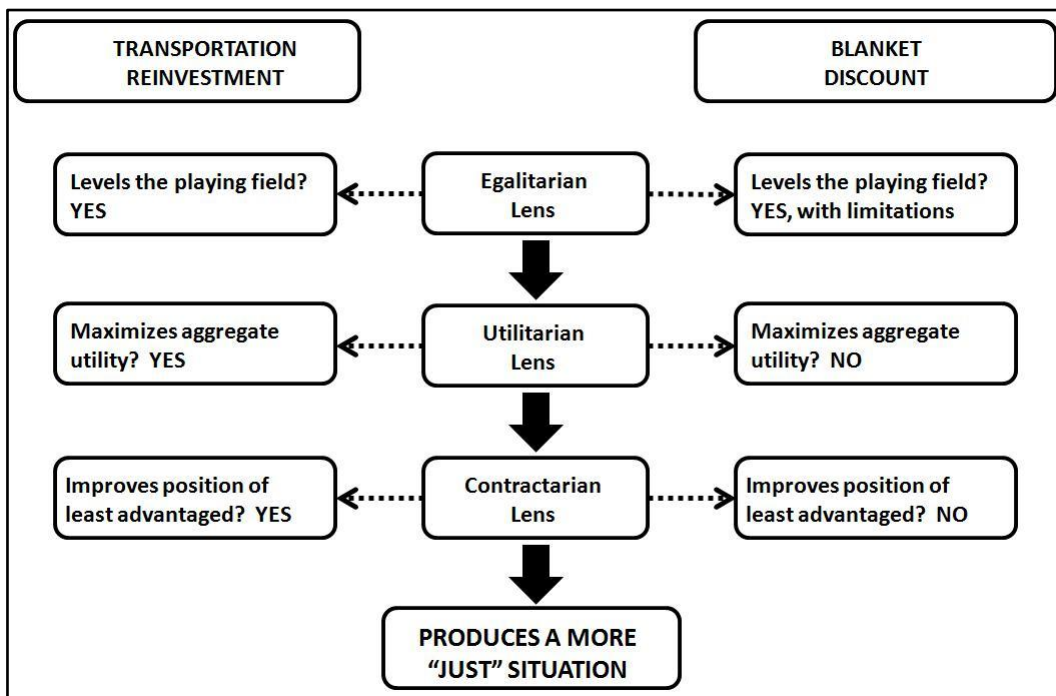 TRANSPORTATION
REINVESTMENT
BLANKET
DISCOUNT
Levels the playing field?
YES
Egalitarian
Lens
Levels the playing field?
YES, with limitations
Maximizes aggregate
utility?  YES
Utilitarian
Lens
Maximizes aggregate
utility?  NO
Improves position of
least advantaged?  YES
Contractarian
Lens
Improves position of
least advantaged?  NO
PRODUCES A MORE
“JUST” SITUATION